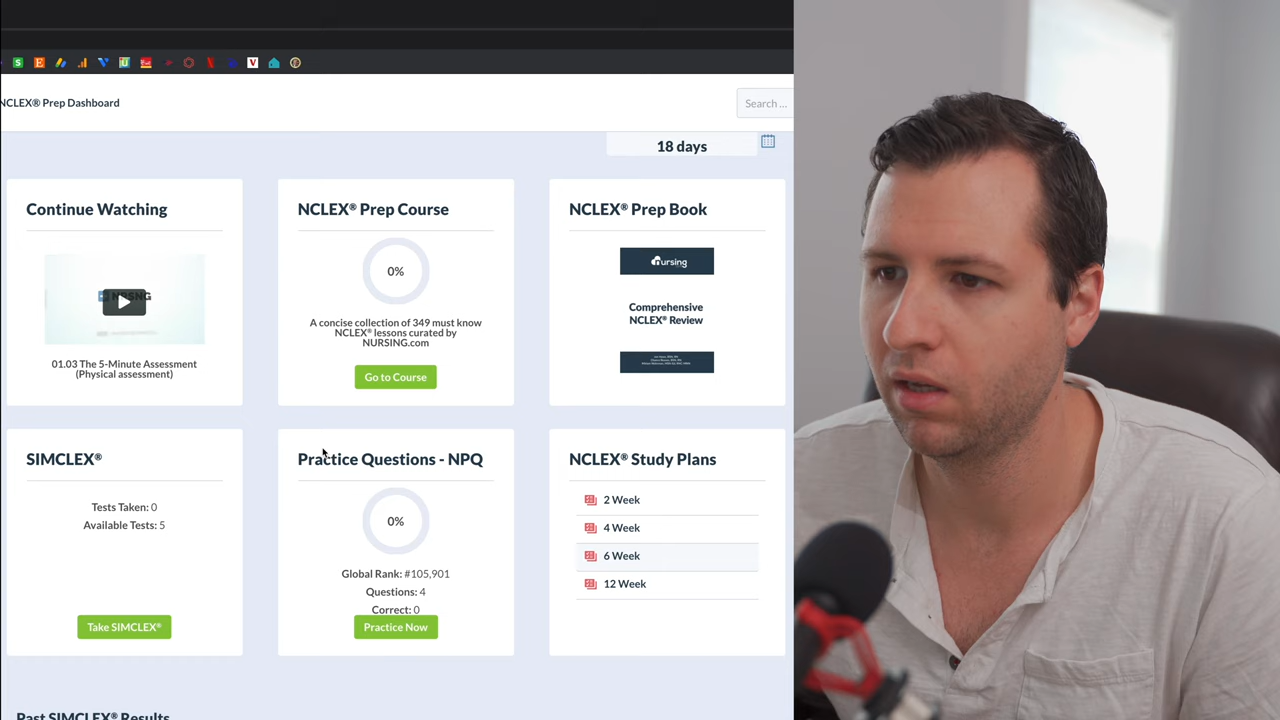 NCLEX® Prep Dashboard
Search ...
18 days
Continue Watching
NRSNG
01.03 The 5-Minute Assessment
(Physical assessment)
NCLEX® Prep Course
0%
A concise collection of 349 must know
NCLEX® lessons curated by
NURSING.com
Go to Course
NCLEX® Prep Book
nursing
Comprehensive
NCLEX® Review
SIMCLEX®
Tests Taken: 0
Available Tests: 5
Take SIMCLEX®
Practice Questions - NPQ
0%
Global Rank: #105,901
Questions: 4
Correct: 0
Practice Now
NCLEX® Study Plans
2 Week
4 Week
6 Week
12 Week
Past SIMCLEX® Results